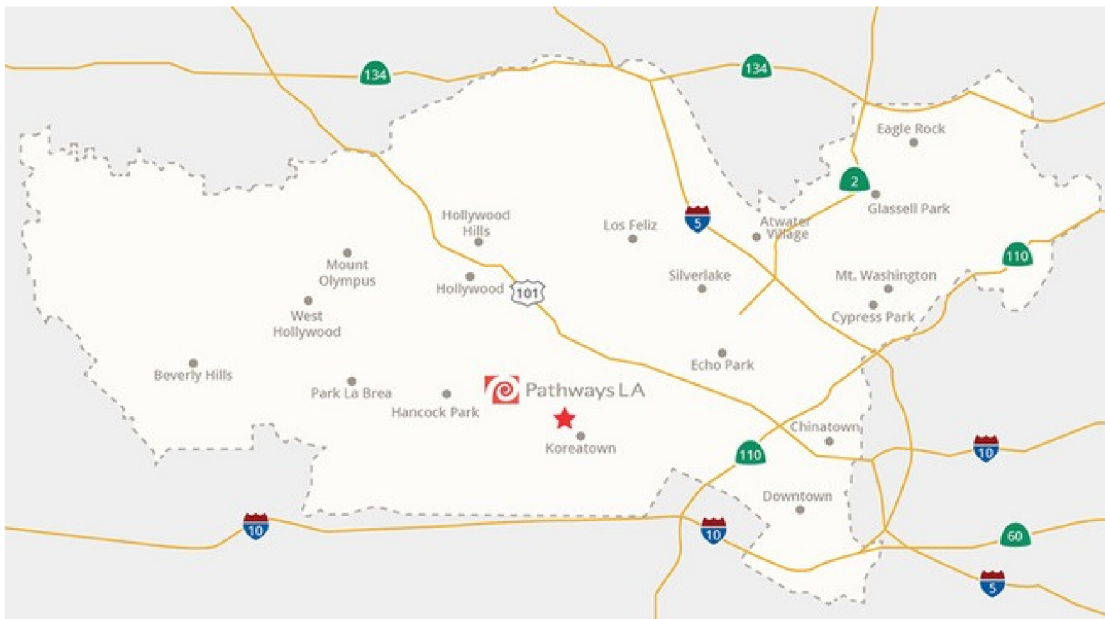 134
134
Eagle Rock
2
Glassell Park
Hollywood
Hills
Los Feliz
5
Atwater
Village
110
Mount
Olympus
Hollywood
101
Silverlake
Mt. Washington
West
Hollywood
Cypress Park
Beverly Hills
Echo Park
Park La Brea
Pathways LA
Hancock Park
Koreatown
Chinatown
110
10
Downtown
10
10
60
5